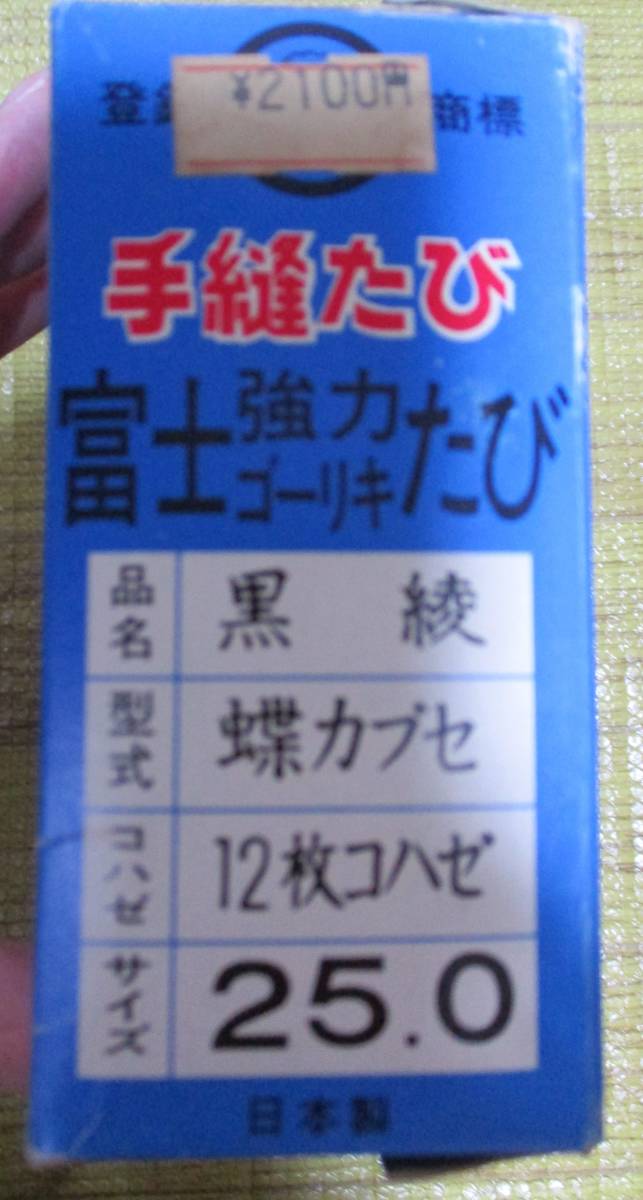 ¥2100円
登録商標
手縫たび
富士強力たび
ゴーリキ
品名 黒綾
型式 蝶カブセ
コハゼ 12枚コハゼ
サイズ 25.0
日本製